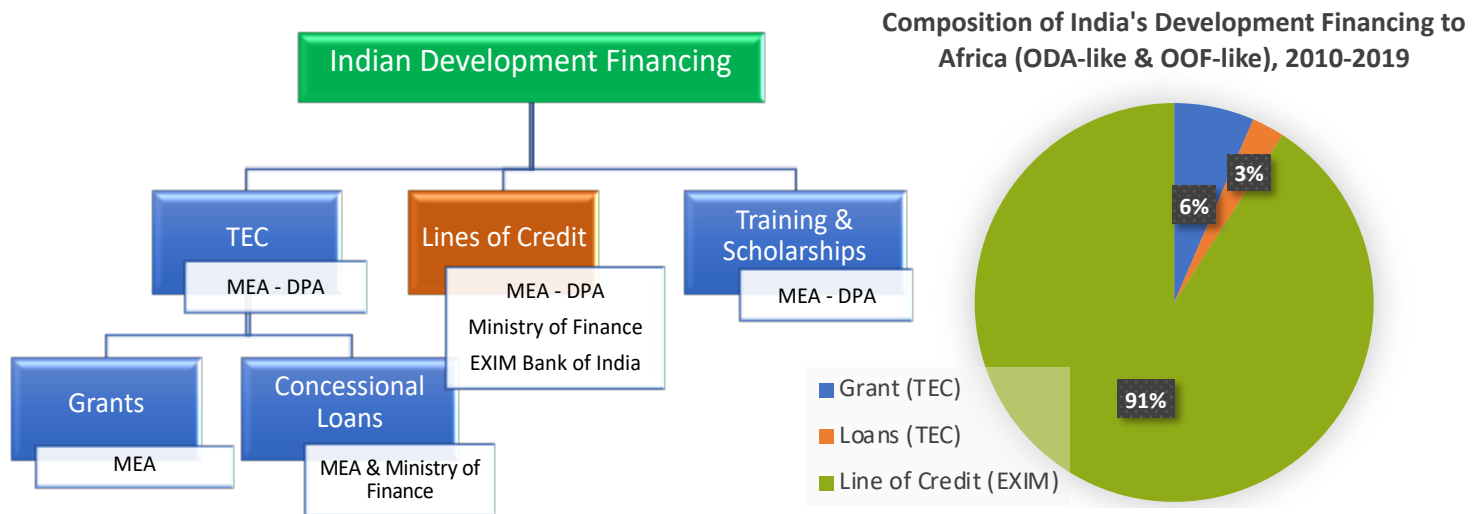 Indian Development Financing
TEC
MEA - DPA
Lines of Credit
MEA - DPA
Ministry of Finance
EXIM Bank of India
Training &
Scholarships
MEA - DPA
Grants
MEA
Concessional
Loans
MEA & Ministry of
Finance
Composition of India's Development Financing to
Africa (ODA-like & OOF-like), 2010-2019
6%
3%
91%
Grant (TEC)
Loans (TEC)
Line of Credit (EXIM)